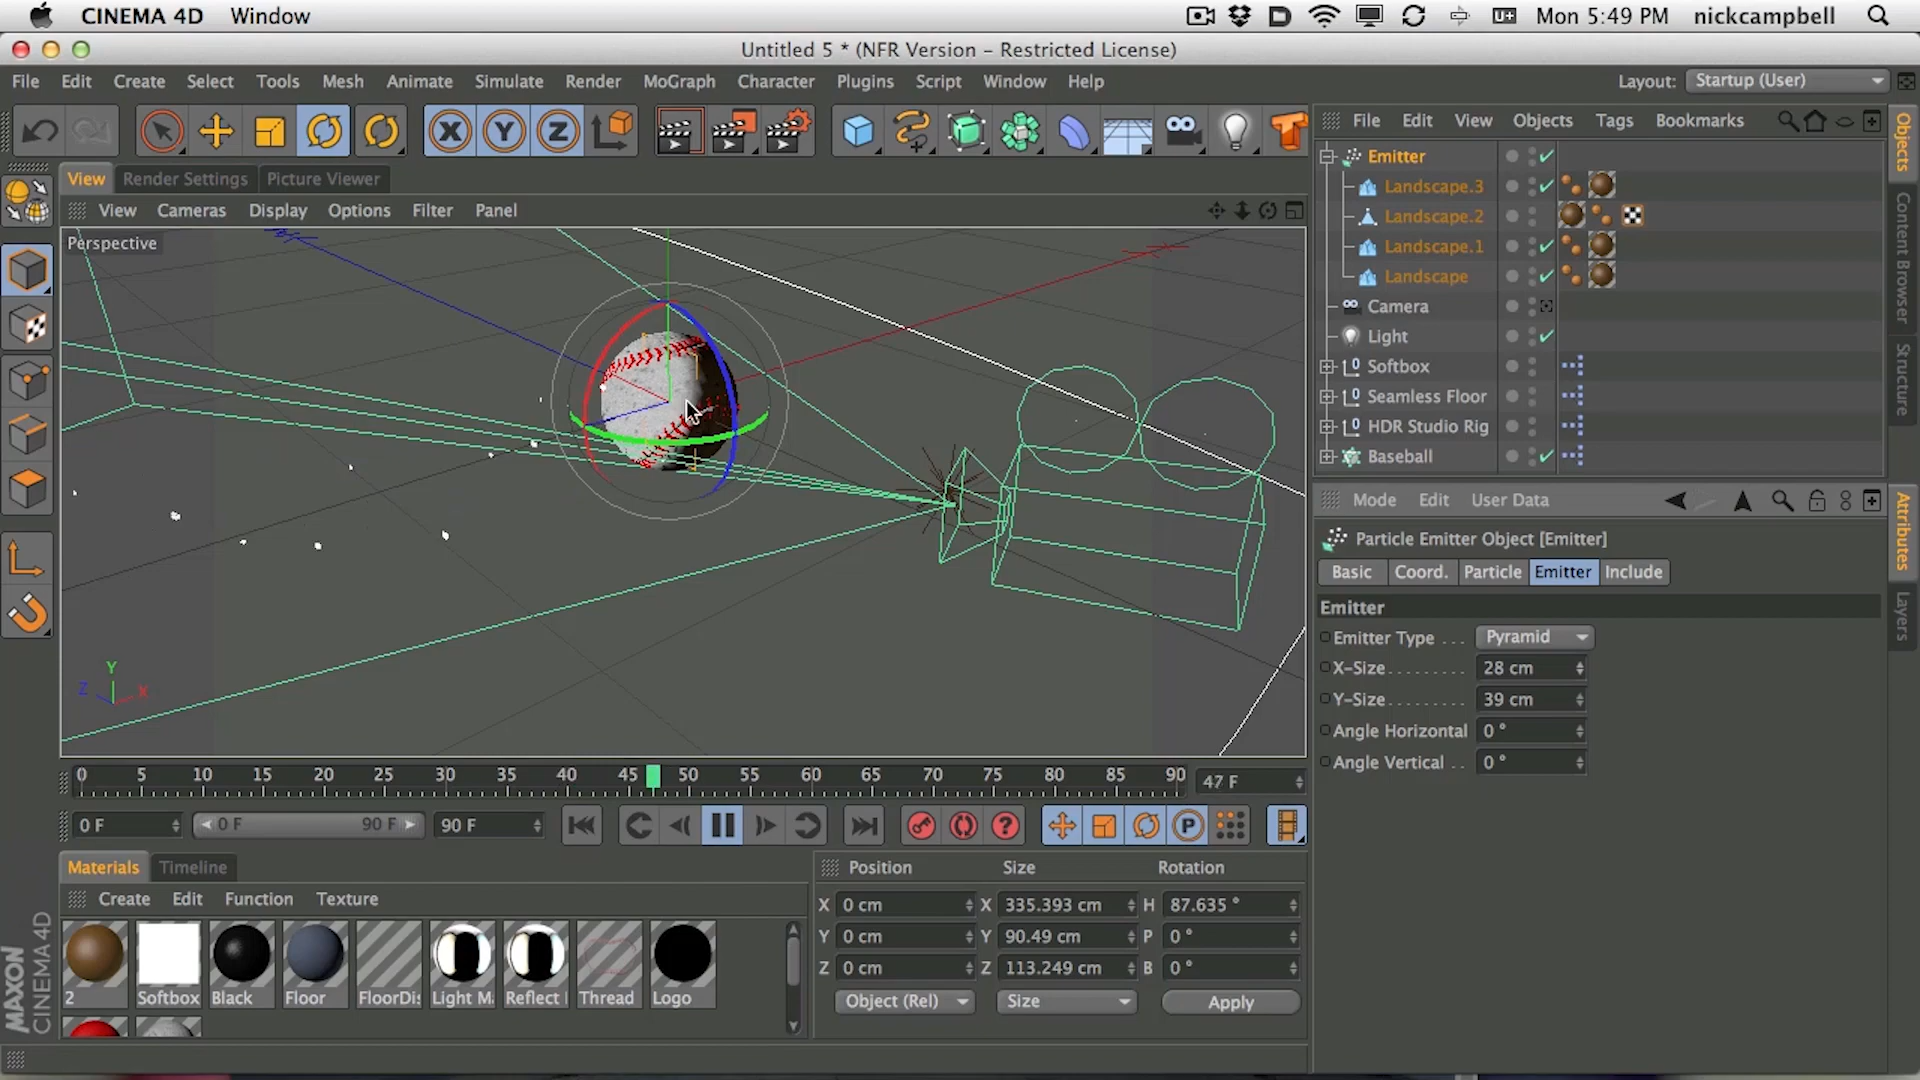 CINEMA 4D Window Mon 5:49 PM nickcampbell
Untitled 5 * (NFR Version - Restricted License)
File Edit Create Select Tools Mesh Animate Simulate Render MoGraph Character Plugins Script Window Help Layout: Startup (User)
X Y Z
File Edit View Objects Tags Bookmarks
View Render Settings Picture Viewer
View Cameras Display Options Filter Panel
Perspective
Y
Z X
Emitter
Landscape.3
Landscape.2
Landscape.1
Landscape
Camera
Light
Softbox
Seamless Floor
HDR Studio Rig
Baseball
Objects
Content Browser
Structure
Mode Edit User Data
Particle Emitter Object [Emitter]
Basic Coord. Particle Emitter Include
Emitter
Emitter Type . . . Pyramid
X-Size . . . . . . . . 28 cm
Y-Size . . . . . . . . 39 cm
Angle Horizontal 0 °
Angle Vertical . . 0 °
Attributes
Layers
0 5 10 15 20 25 30 35 40 45 50 55 60 65 70 75 80 85 90 47 F
0 F 0 F 90 F 90 F P
Materials Timeline
Create Edit Function Texture
2 Softbox Black Floor FloorDis Light M Reflect Thread Logo
Position Size Rotation
X 0 cm X 335.393 cm H 87.635 °
Y 0 cm Y 90.49 cm P 0 °
Z 0 cm Z 113.249 cm B 0 °
Object (Rel) Size Apply
MAXON
CINEMA 4D